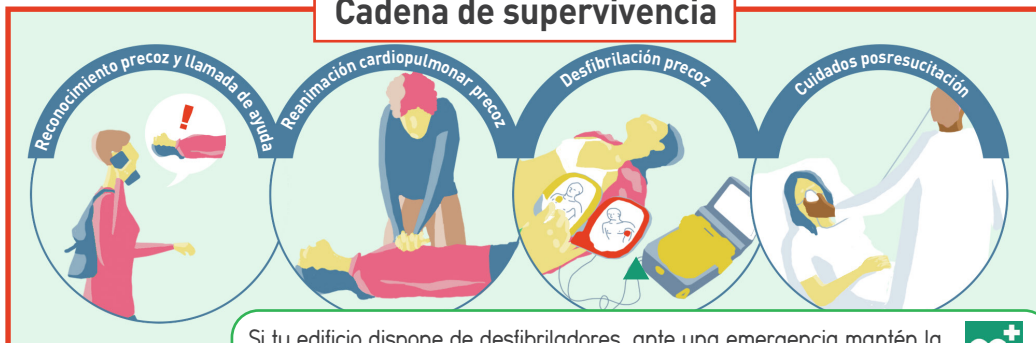 Cadena de supervivencia
Reconocimiento precoz y llamada de ayuda
Reanimación cardiopulmonar precoz
Desfibrilación precoz
Cuidados posresucitación
!
Si tu edificio dispone de desfibriladores, ante una emergencia mantén la